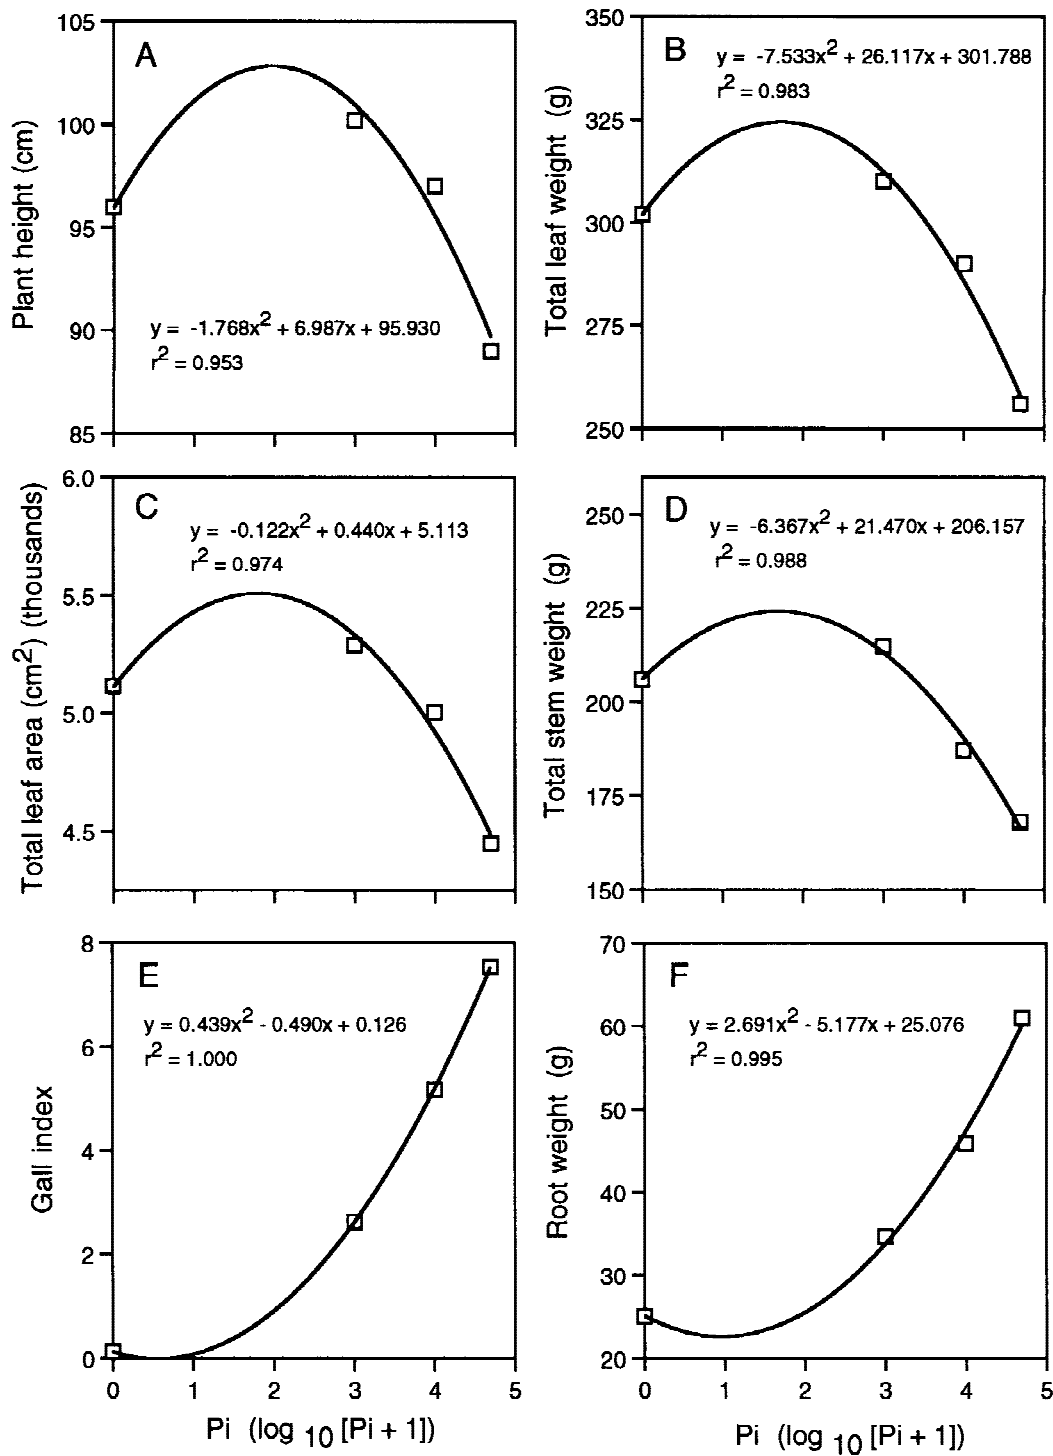 A
y = -1.768x2 + 6.987x + 95.930
r2 = 0.953
Plant height (cm)
105
100
95
90
85
B
y = -7.533x2 + 26.117x + 301.788
r2 = 0.983
Total leaf weight (g)
350
325
300
275
250
C
y = -0.122x2 + 0.440x + 5.113
r2 = 0.974
Total leaf area (cm2) (thousands)
6.0
5.5
5.0
4.5
D
y = -6.367x2 + 21.470x + 206.157
r2 = 0.988
Total stem weight (g)
250
225
200
175
150
E
y = 0.439x2 - 0.490x + 0.126
r2 = 1.000
Gall index
8
6
4
2
0
0 1 2 3 4 5
Pi (log 10 [Pi + 1])
F
y = 2.691x2 - 5.177x + 25.076
r2 = 0.995
Root weight (g)
70
60
50
40
30
20
0 1 2 3 4 5
Pi (log 10 [Pi + 1])